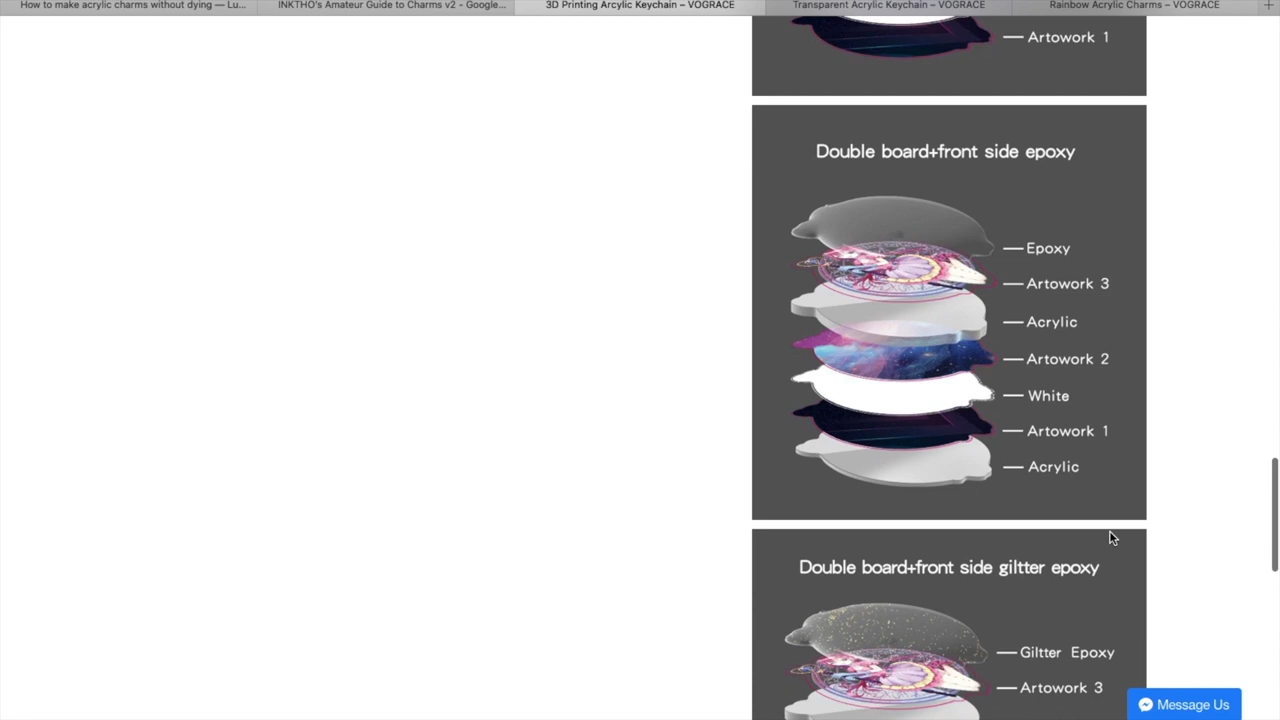 How to make acrylic charms without dying — Lu...
INKTHO's Amateur Guide to Charms v2 - Google...
3D Printing Arcylic Keychain – VOGRACE
Transparent Acrylic Keychain – VOGRACE
Rainbow Acrylic Charms – VOGRACE
Artowork 1
Double board+front side epoxy
Epoxy
Artowork 3
Acrylic
Artowork 2
White
Artowork 1
Acrylic
Double board+front side giltter epoxy
Giltter Epoxy
Artowork 3
Message Us